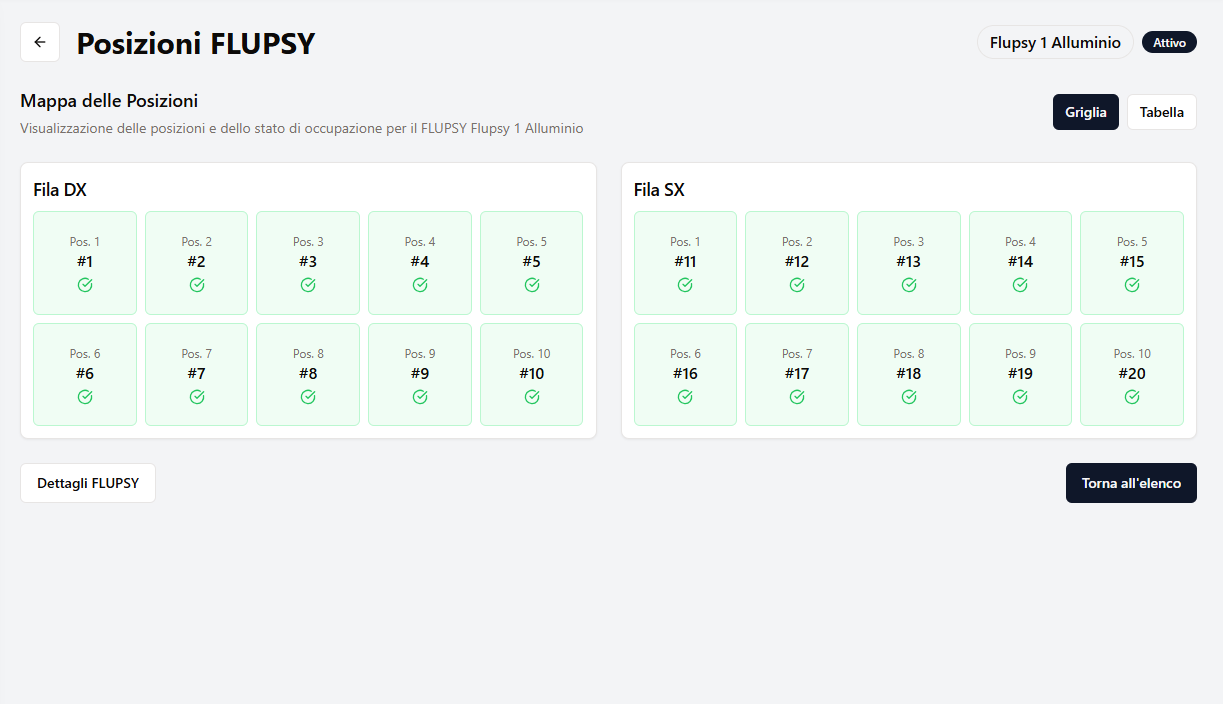 Posizioni FLUPSY
Flupsy 1 Alluminio
Attivo
Mappa delle Posizioni
Visualizzazione delle posizioni e dello stato di occupazione per il FLUPSY Flupsy 1 Alluminio
Griglia
Tabella
Fila DX
Pos. 1
#1
Pos. 2
#2
Pos. 3
#3
Pos. 4
#4
Pos. 5
#5
Pos. 6
#6
Pos. 7
#7
Pos. 8
#8
Pos. 9
#9
Pos. 10
#10
Fila SX
Pos. 1
#11
Pos. 2
#12
Pos. 3
#13
Pos. 4
#14
Pos. 5
#15
Pos. 6
#16
Pos. 7
#17
Pos. 8
#18
Pos. 9
#19
Pos. 10
#20
Dettagli FLUPSY
Torna all'elenco